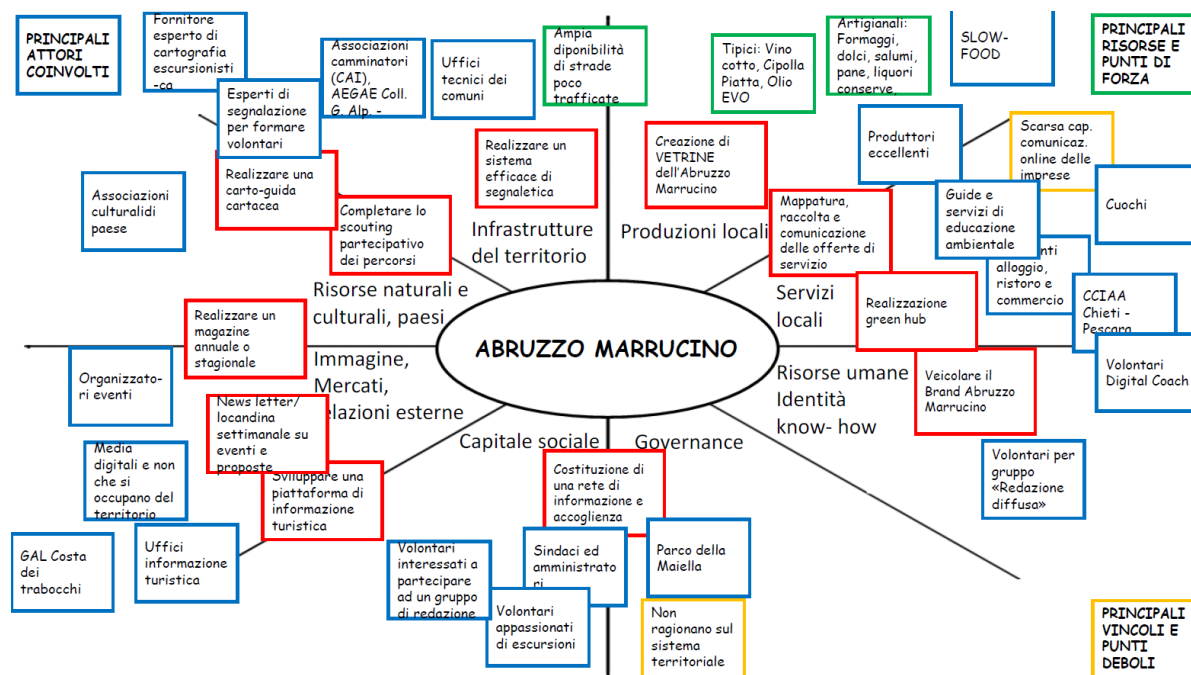 PRINCIPALI
ATTORI
COINVOLTI
Fornitore
esperto di
cartografia
escursionisti
-ca
Esperti di
segnalazione
per formare
volontari
Associazioni
camminatori
(CAI),
AEGAE Coll.
G. Alp. -
Uffici
tecnici dei
comuni
Ampia
diponibilità
di strade
poco
trafficate
Tipici: Vino
cotto, Cipolla
Piatta, Olio
EVO
Artigianali:
Formaggi,
dolci, salumi,
pane, liquori
conserve,
SLOW-
FOOD
PRINCIPALI
RISORSE E
PUNTI DI
FORZA
Associazioni
culturalidi
paese
Realizzare una
carto-guida
cartacea
Completare lo
scouting
partecipativo
dei percorsi
Realizzare un
sistema
efficace di
segnaletica
Creazione di
VETRINE
dell'Abruzzo
Marrucino
Produttori
eccellenti
Scarsa cap.
comunicaz.
online delle
imprese
Mappatura,
raccolta e
comunicazione
delle offerte di
servizio
Guide e
servizi di
educazione
ambientale
Cuochi
Infrastrutture
del territorio
Produzioni locali
alloggio,
ristoro e
commercio
CCIAA
Chieti -
Pescara
Risorse naturali e
culturali, paesi
Servizi
locali
Realizzazione
green hub
Realizzare un
magazine
annuale o
stagionale
ABRUZZO MARRUCINO
Volontari
Digital Coach
Organizzato-
ri eventi
Immagine,
Mercati,
elazioni esterne
Risorse umane
Identità
know- how
Veicolare il
Brand Abruzzo
Marrucino
News letter/
locandina
settimanale su
eventi e
proposte
Capitale sociale
Governance
Media
digitali e non
che si
occupano del
territorio
Sviluppare una
piattaforma di
informazione
turistica
Costituzione di
una rete di
informazione e
accoglienza
Volontari per
gruppo
«Redazione
diffusa»
GAL Costa
dei
trabocchi
Uffici
informazione
turistica
Volontari
interessati a
partecipare
ad un gruppo
di redazione
Sindaci ed
amministrato
ri
Parco della
Maiella
Volontari
appassionati
di escursioni
Non
ragionano sul
sistema
territoriale
PRINCIPALI
VINCOLI E
PUNTI
DEBOLI